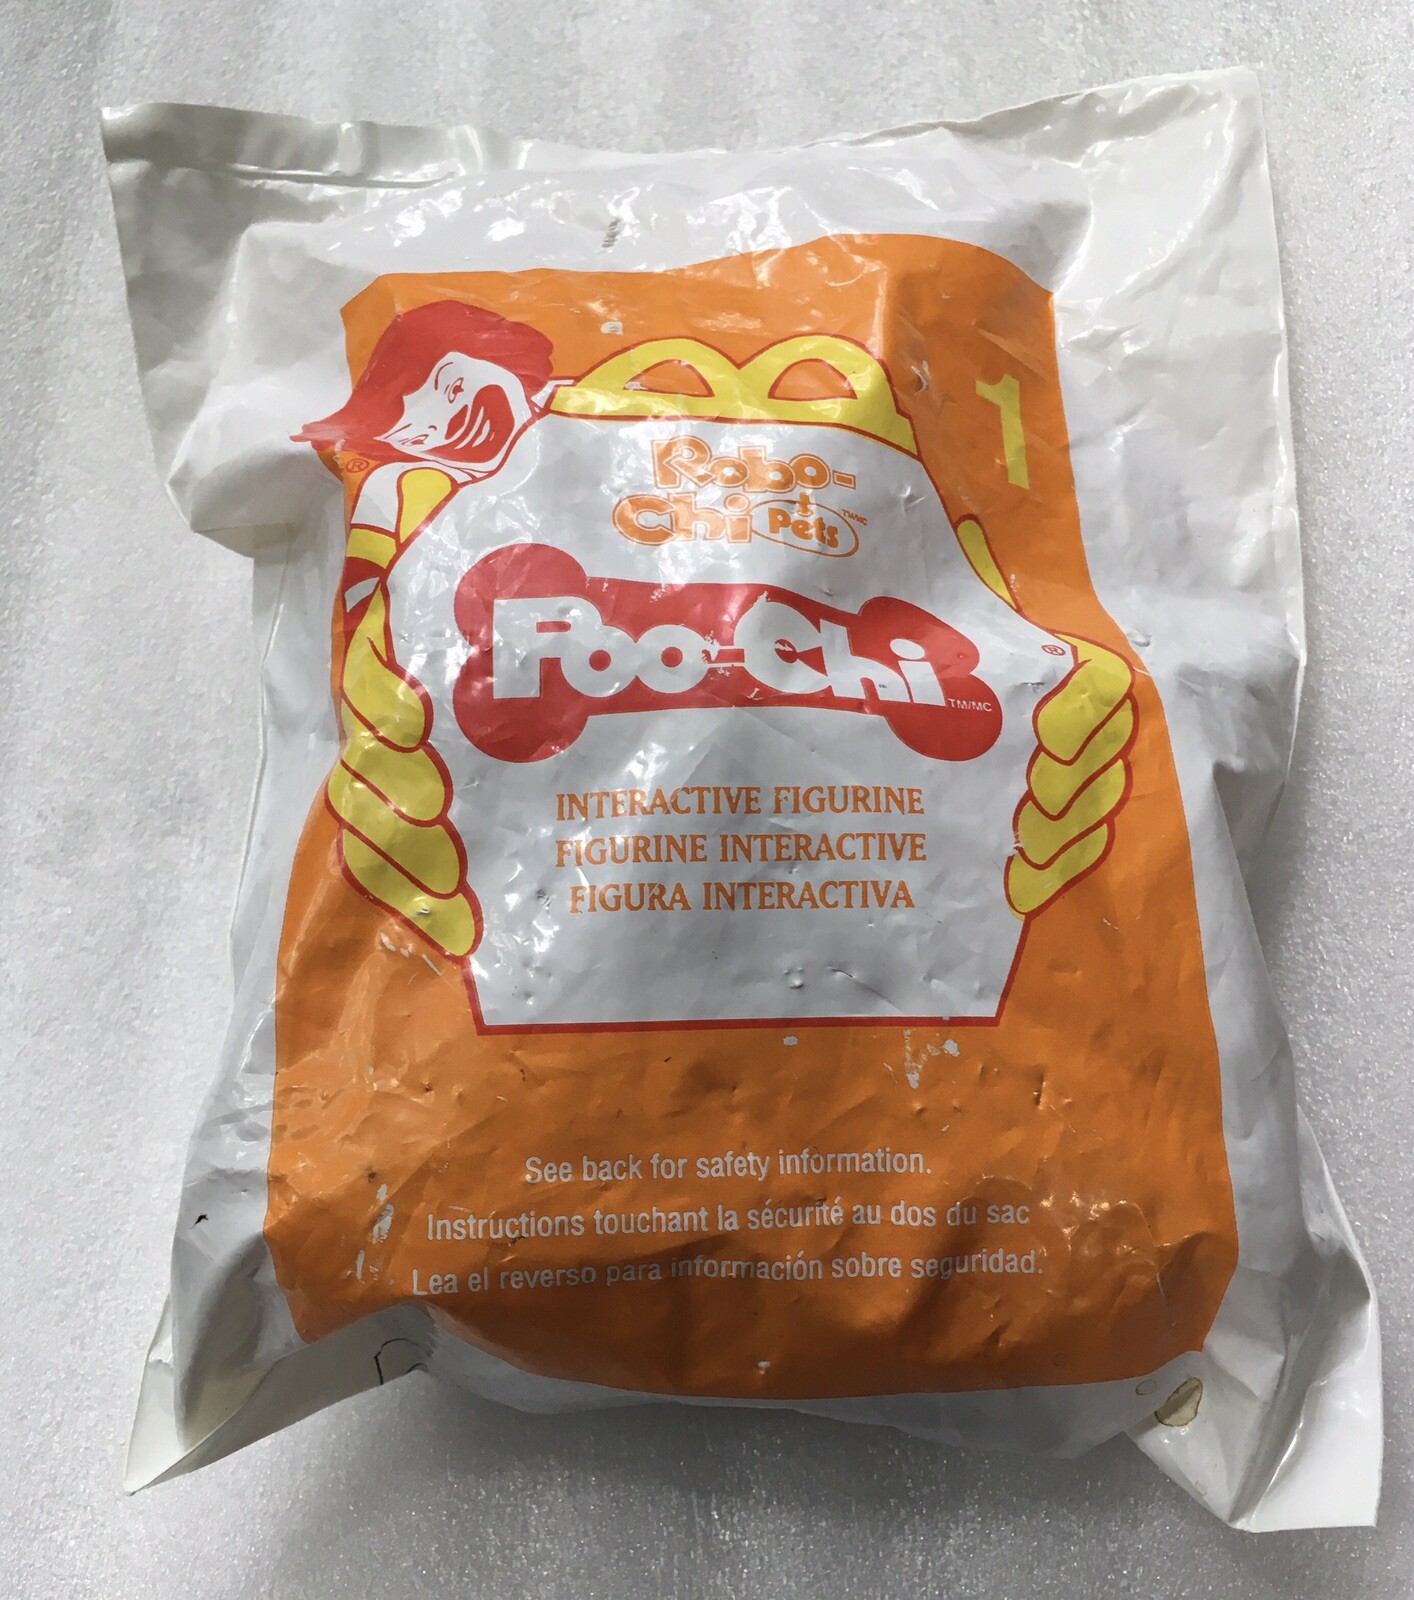 1
Robo-
Chi Pets TM/MC
Poo-Chi ®
TM/MC
INTERACTIVE FIGURINE
FIGURINE INTERACTIVE
FIGURA INTERACTIVA
®
See back for safety information.
Instructions touchant la sécurité au dos du sac
Lea el reverso para información sobre seguridad.